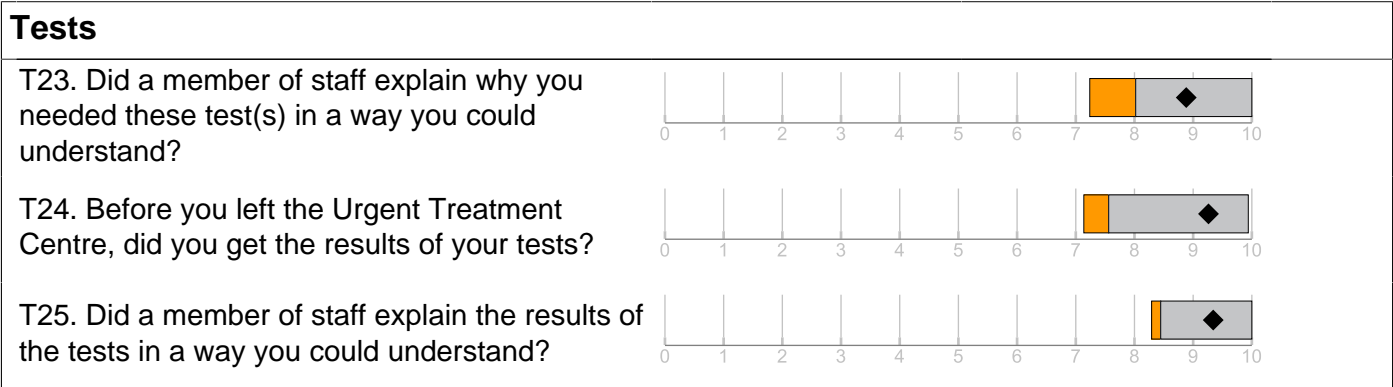 Tests
T23. Did a member of staff explain why you
needed these test(s) in a way you could
understand?
0 1 2 3 4 5 6 7 8 9 10
T24. Before you left the Urgent Treatment
Centre, did you get the results of your tests?
0 1 2 3 4 5 6 7 8 9 10
T25. Did a member of staff explain the results of
the tests in a way you could understand?
0 1 2 3 4 5 6 7 8 9 10